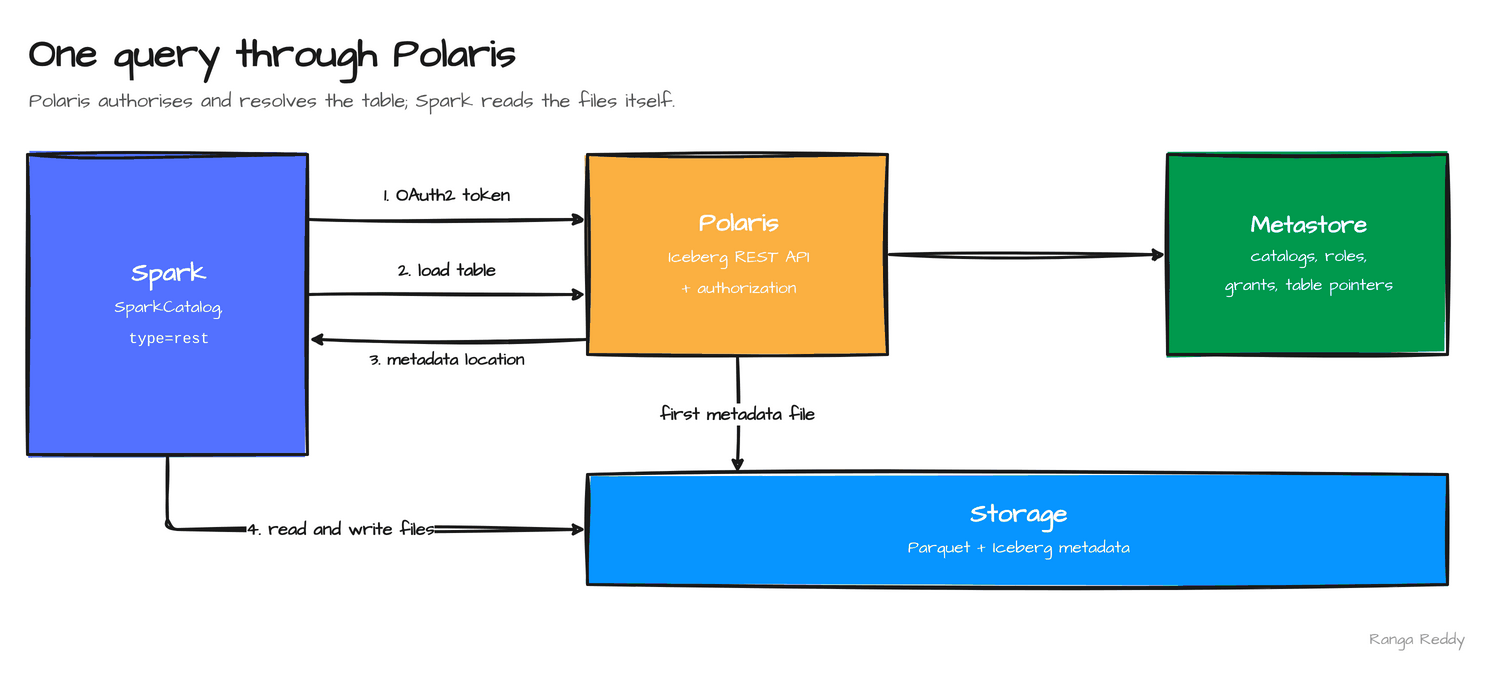 One query through Polaris
Polaris authorises and resolves the table; Spark reads the files itself.
Spark
SparkCatalog,
type=rest
1. OAuth2 token
2. load table
3. metadata location
Polaris
Iceberg REST API
+ authorization
Metastore
catalogs, roles,
grants, table pointers
first metadata file
4. read and write files
Storage
Parquet + Iceberg metadata
Ranga Reddy